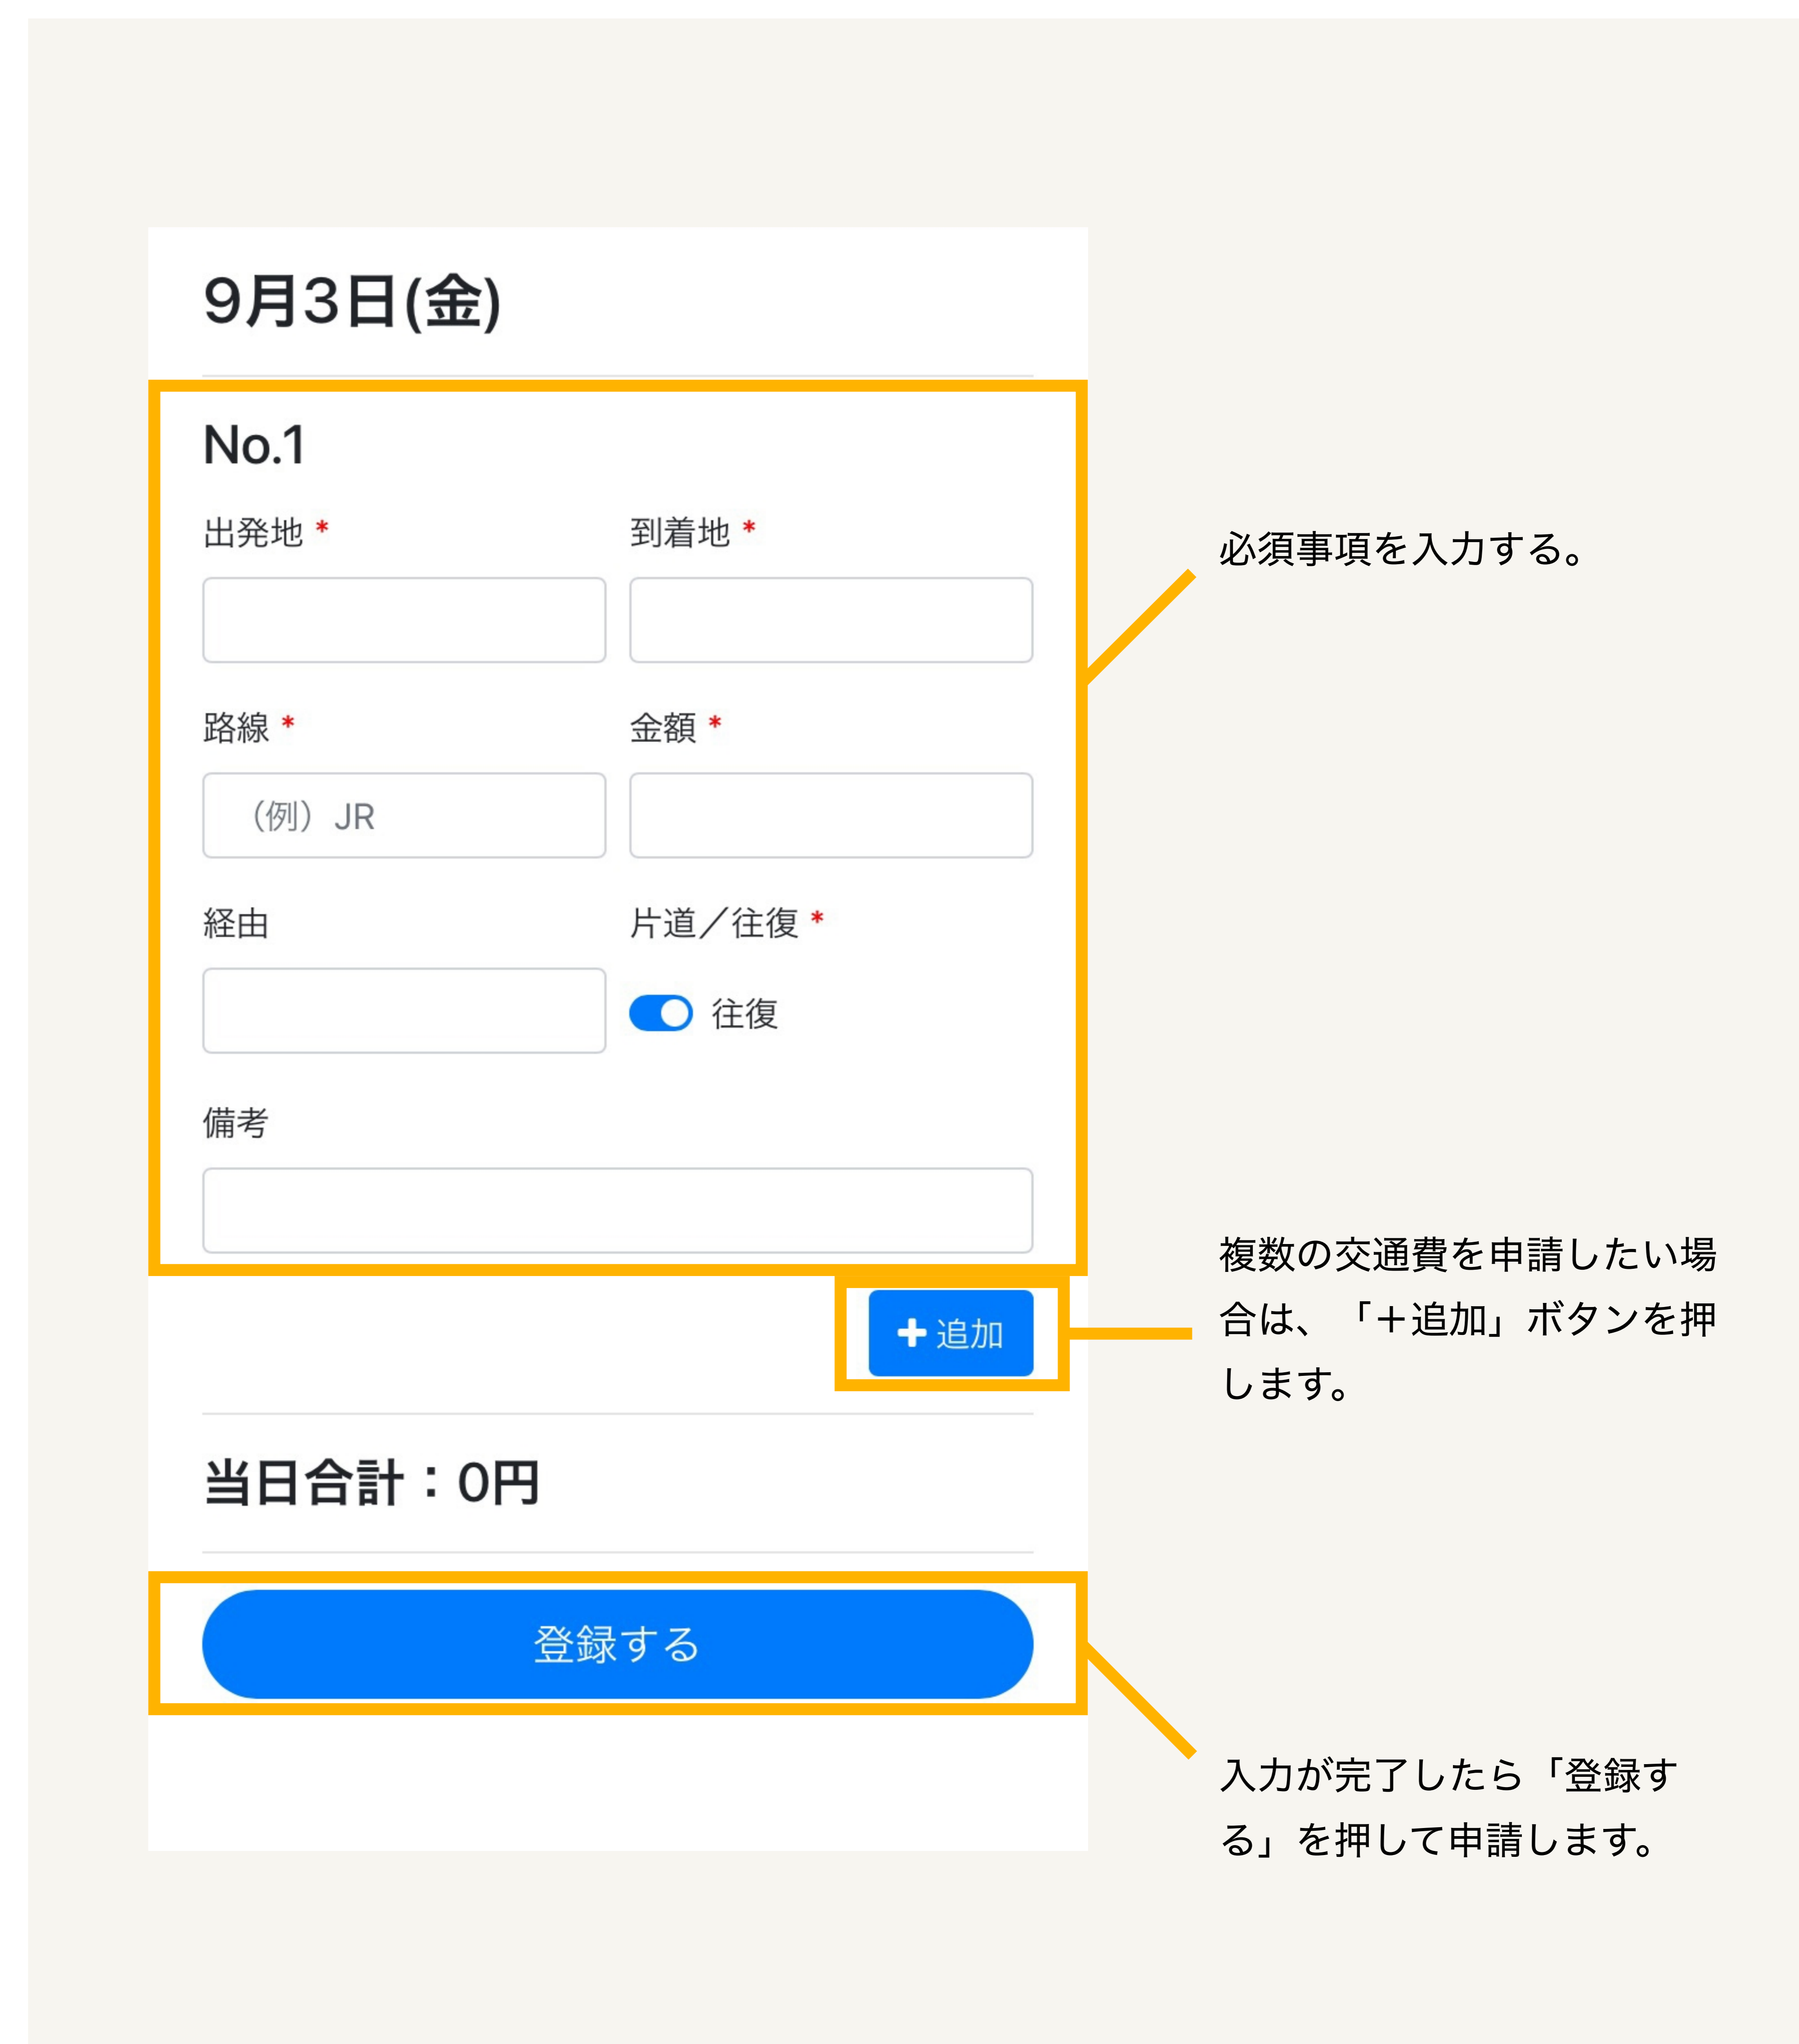 9月3日(金)
No.1
出発地 *
到着地 *
必須事項を入力する。
路線 *
金額 *
（例）JR
経由
片道／往復 *
往復
備考
複数の交通費を申請したい場
合は、「＋追加」ボタンを押
します。
+ 追加
当日合計：0円
登録する
入力が完了したら「登録す
る」を押して申請します。